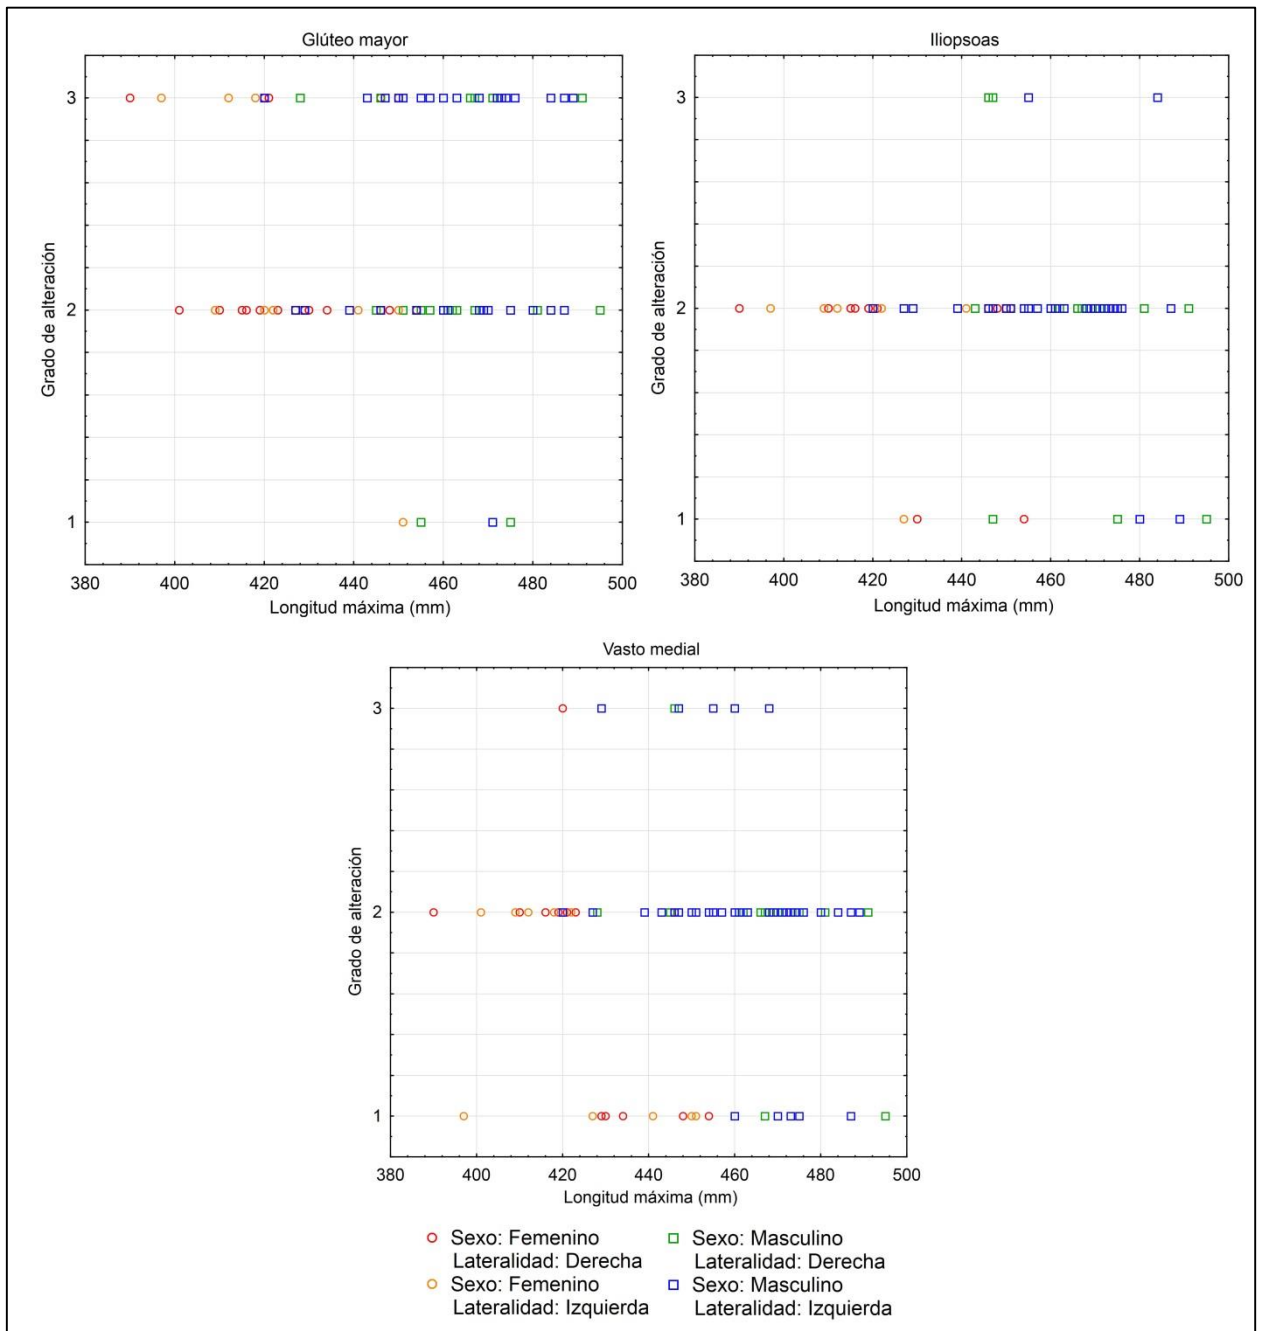 Glúteo mayor
3
2
1
Grado de alteración
380 400 420 440 460 480 500
Longitud máxima (mm)
Iliopsoas
3
2
1
Grado de alteración
380 400 420 440 460 480 500
Longitud máxima (mm)
Vasto medial
3
2
1
Grado de alteración
380 400 420 440 460 480 500
Longitud máxima (mm)
Sexo: Femenino
Lateralidad: Derecha
Sexo: Femenino
Lateralidad: Izquierda
Sexo: Masculino
Lateralidad: Derecha
Sexo: Masculino
Lateralidad: Izquierda